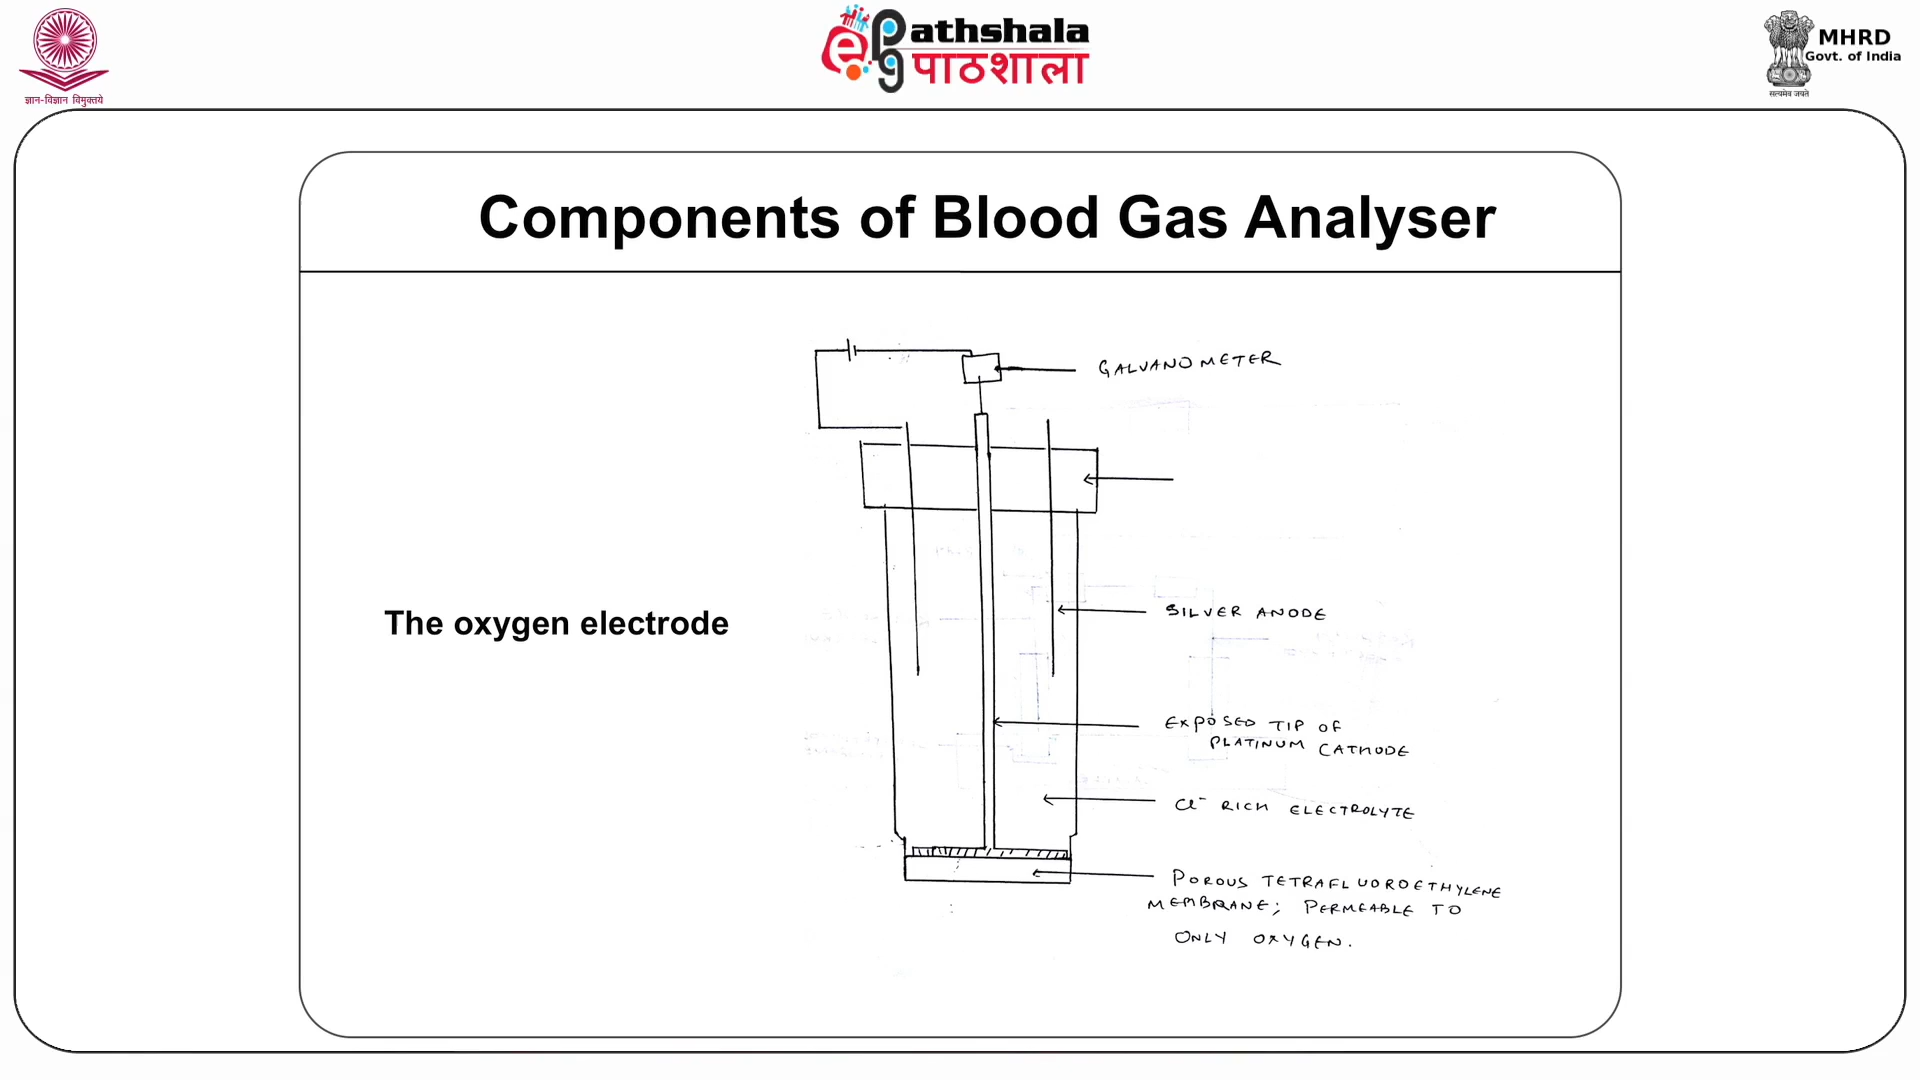 ज्ञान-विज्ञान विमुक्तये
ePathshala
पाठशाला
MHRD
Govt. of India
सत्यमेव जयते
Components of Blood Gas Analyser
The oxygen electrode
GALVANOMETER
SILVER ANODE
EXPOSED TIP OF
PLATINUM CATHODE
Cl⁻ RICH ELECTROLYTE
POROUS TETRAFLUOROETHYLENE
MEMBRANE; PERMEABLE TO
ONLY OXYGEN.